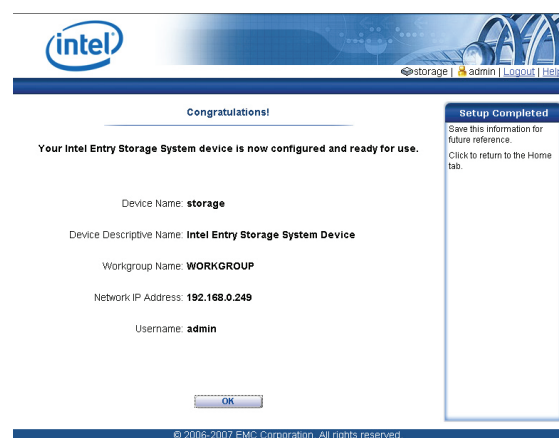 intel
storage | admin | Logout | Help
Congratulations!
Your Intel Entry Storage System device is now configured and ready for use.
Device Name: storage
Device Descriptive Name: Intel Entry Storage System Device
Workgroup Name: WORKGROUP
Network IP Address: 192.168.0.249
Username: admin
OK
Setup Completed
Save this information for
future reference.
Click to return to the Home
tab.
© 2006-2007 EMC Corporation. All rights reserved